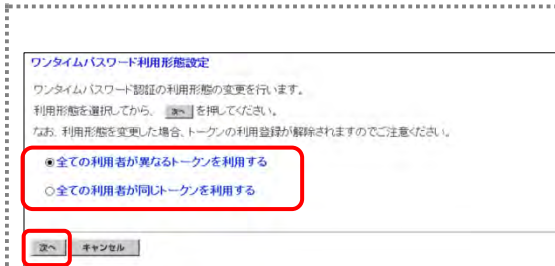 ワンタイムパスワード利用形態設定
ワンタイムパスワード認証の利用形態の変更を行います。
利用形態を選択してから、 次へ を押してください。
なお、利用形態を変更した場合、トークンの利用登録が解除されますのでご注意ください。
全ての利用者が異なるトークンを利用する
全ての利用者が同じトークンを利用する
次へ キャンセル